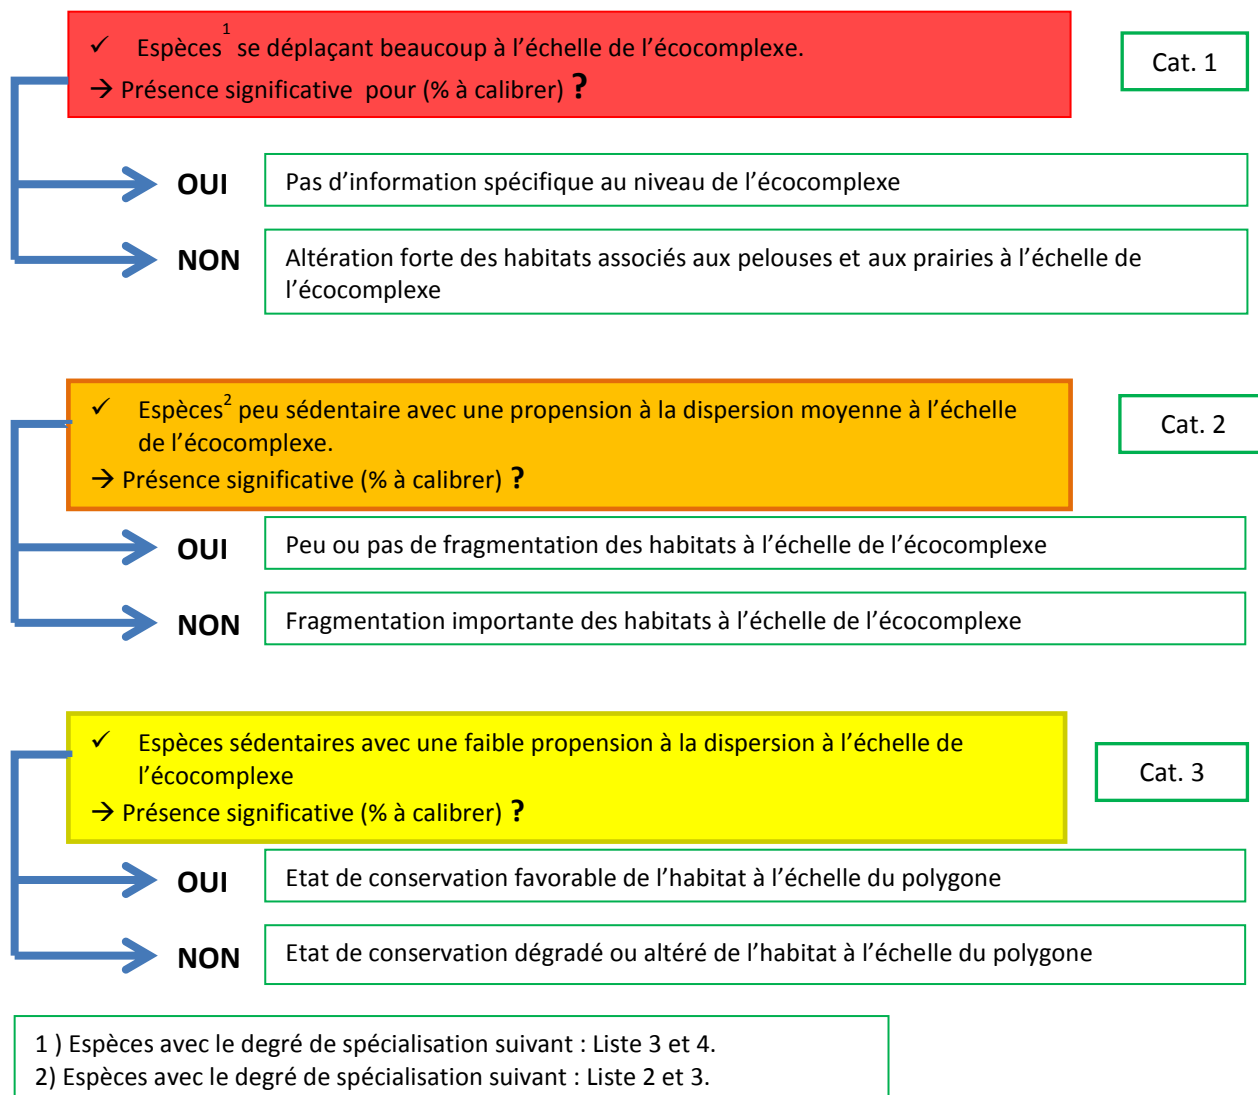 ✓ Espèces1 se déplaçant beaucoup à l'échelle de l'écocomplexe.
→ Présence significative pour (% à calibrer) ?
Cat. 1
OUI
Pas d'information spécifique au niveau de l'écocomplexe
NON
Altération forte des habitats associés aux pelouses et aux prairies à l'échelle de
l'écocomplexe
✓ Espèces2 peu sédentaire avec une propension à la dispersion moyenne à l'échelle
de l'écocomplexe.
→ Présence significative (% à calibrer) ?
Cat. 2
OUI
Peu ou pas de fragmentation des habitats à l'échelle de l'écocomplexe
NON
Fragmentation importante des habitats à l'échelle de l'écocomplexe
✓ Espèces sédentaires avec une faible propension à la dispersion à l'échelle de
l'écocomplexe
→ Présence significative (% à calibrer) ?
Cat. 3
OUI
Etat de conservation favorable de l'habitat à l'échelle du polygone
NON
Etat de conservation dégradé ou altéré de l'habitat à l'échelle du polygone
1 ) Espèces avec le degré de spécialisation suivant : Liste 3 et 4.
2) Espèces avec le degré de spécialisation suivant : Liste 2 et 3.